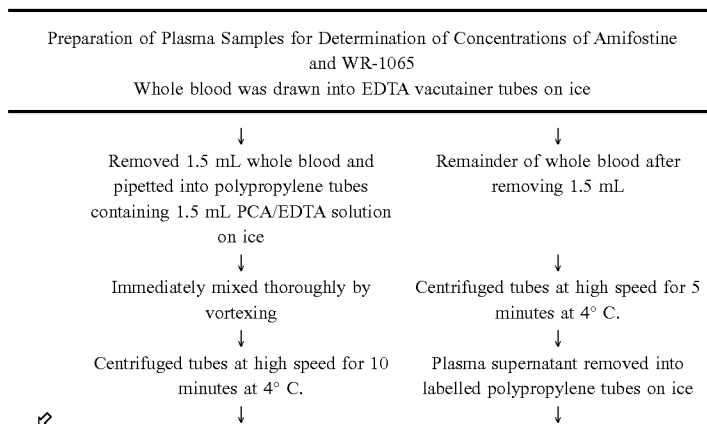 Preparation of Plasma Samples for Determination of Concentrations of Amifostine
and WR-1065
Whole blood was drawn into EDTA vacutainer tubes on ice
↓ ↓
Removed 1.5 mL whole blood and
pipetted into polypropylene tubes
containing 1.5 mL PCA/EDTA solution
on ice
↓
Immediately mixed thoroughly by
vortexing
↓
Centrifuged tubes at high speed for 10
minutes at 4° C.
↓
Remainder of whole blood after
removing 1.5 mL
↓
Centrifuged tubes at high speed for 5
minutes at 4° C.
↓
Plasma supernatant removed into
labelled polypropylene tubes on ice
↓